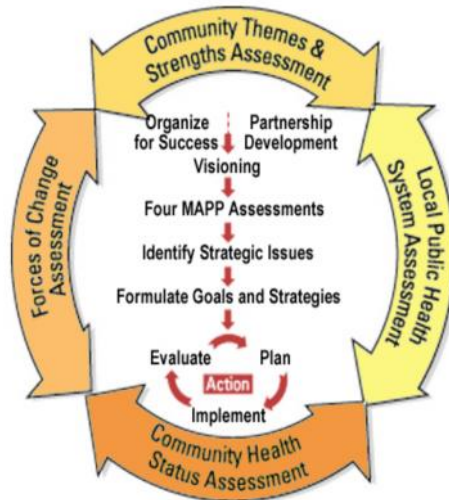 Community Themes &
Strengths Assessment
Organize
for Success
Partnership
Development
Visioning
Four MAPP Assessments
Identify Strategic Issues
Formulate Goals and Strategies
Evaluate
Plan
Action
Implement
Forces of Change
Assessment
Local Public Health
System Assessment
Community Health
Status Assessment